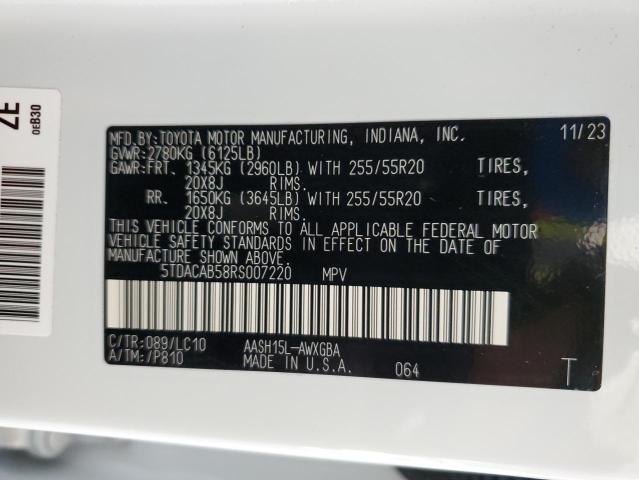 ZE
0EB30
MFD.BY:TOYOTA MOTOR MANUFACTURING, INDIANA, INC. 11/23
GVWR:2780KG (6125LB)
GAWR:FRT. 1345KG (2960LB) WITH 255/55R20 TIRES,
20X8J RIMS.
RR. 1650KG (3645LB) WITH 255/55R20 TIRES,
20X8J RIMS.
THIS VEHICLE CONFORMS TO ALL APPLICABLE FEDERAL MOTOR
VEHICLE SAFETY STANDARDS IN EFFECT ON THE DATE OF
MANUFACTURE SHOWN ABOVE.
5TDACAB58RS007220 MPV
C/TR:089/LC10 AASH15L-AWXGBA
A/TM:/P810 MADE IN U.S.A. 064 T